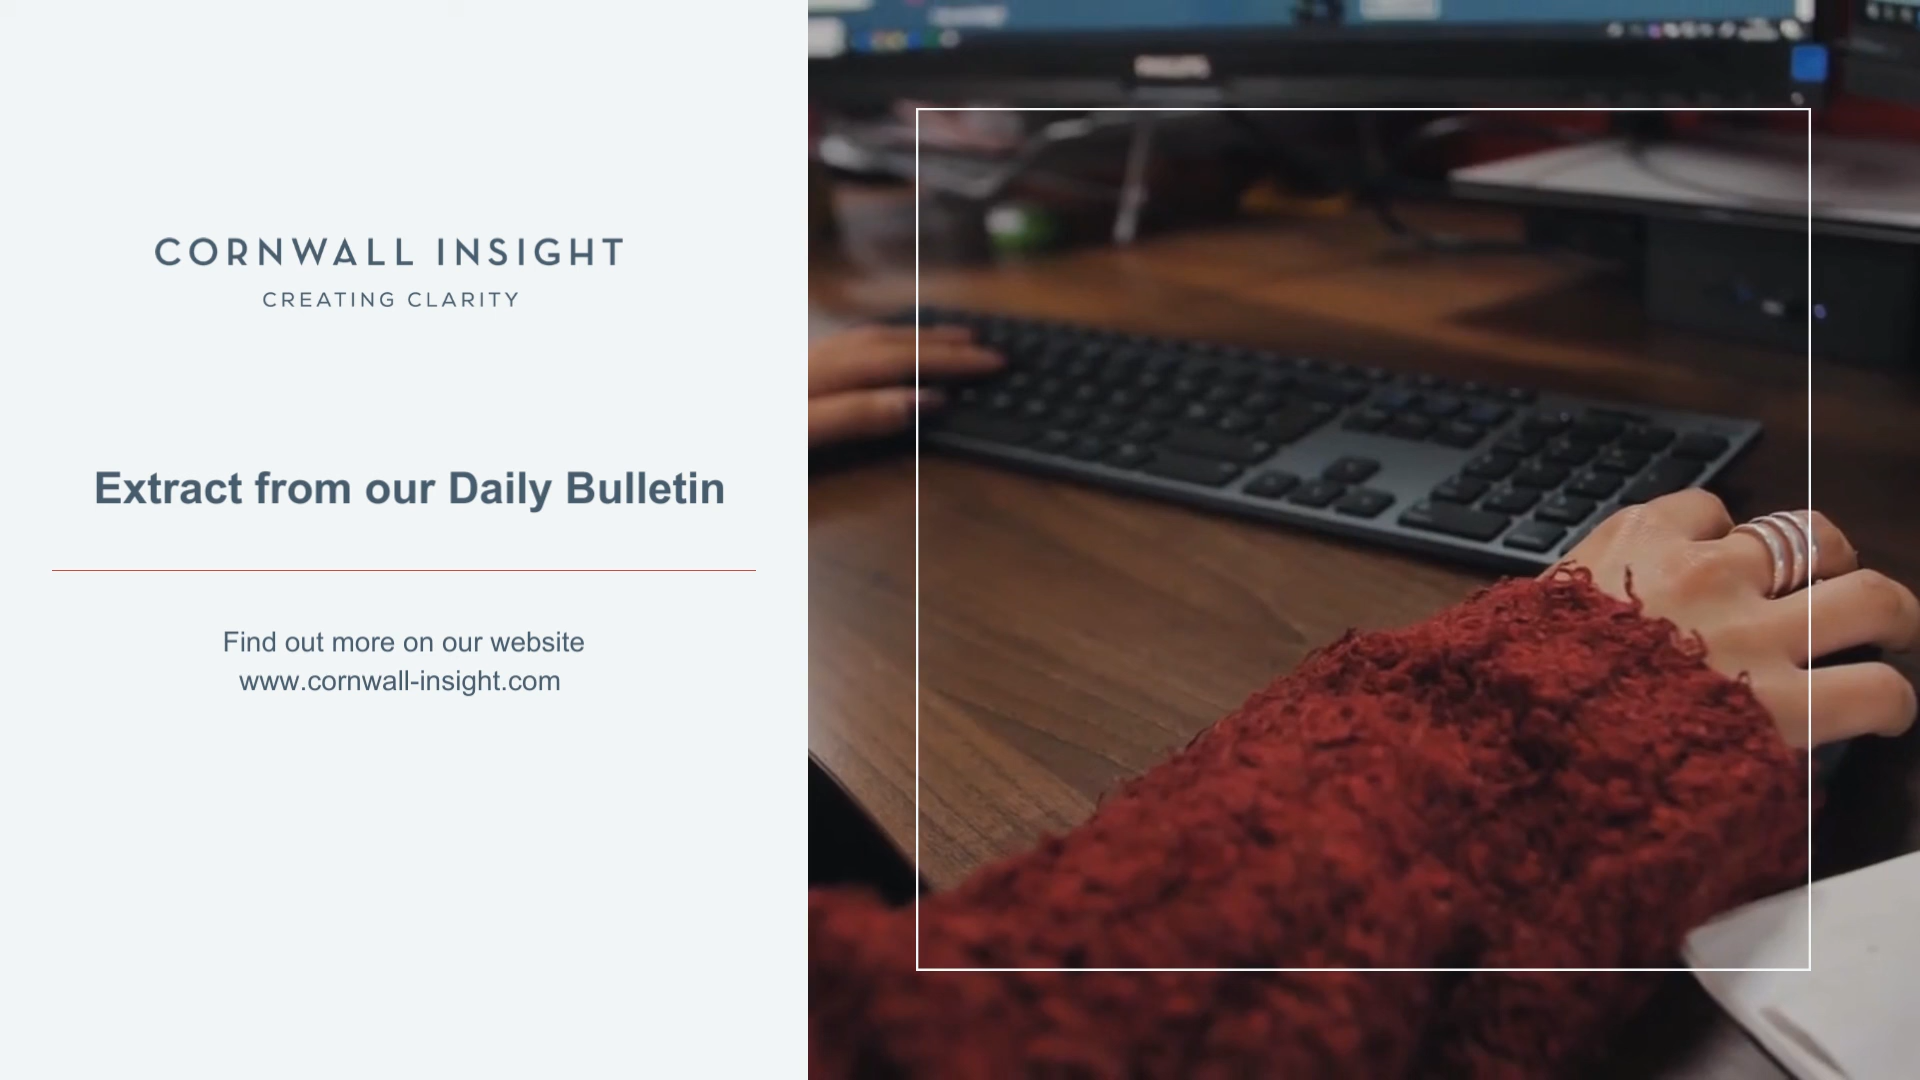 CORNWALL INSIGHT
CREATING CLARITY
Extract from our Daily Bulletin
Find out more on our website
www.cornwall-insight.com